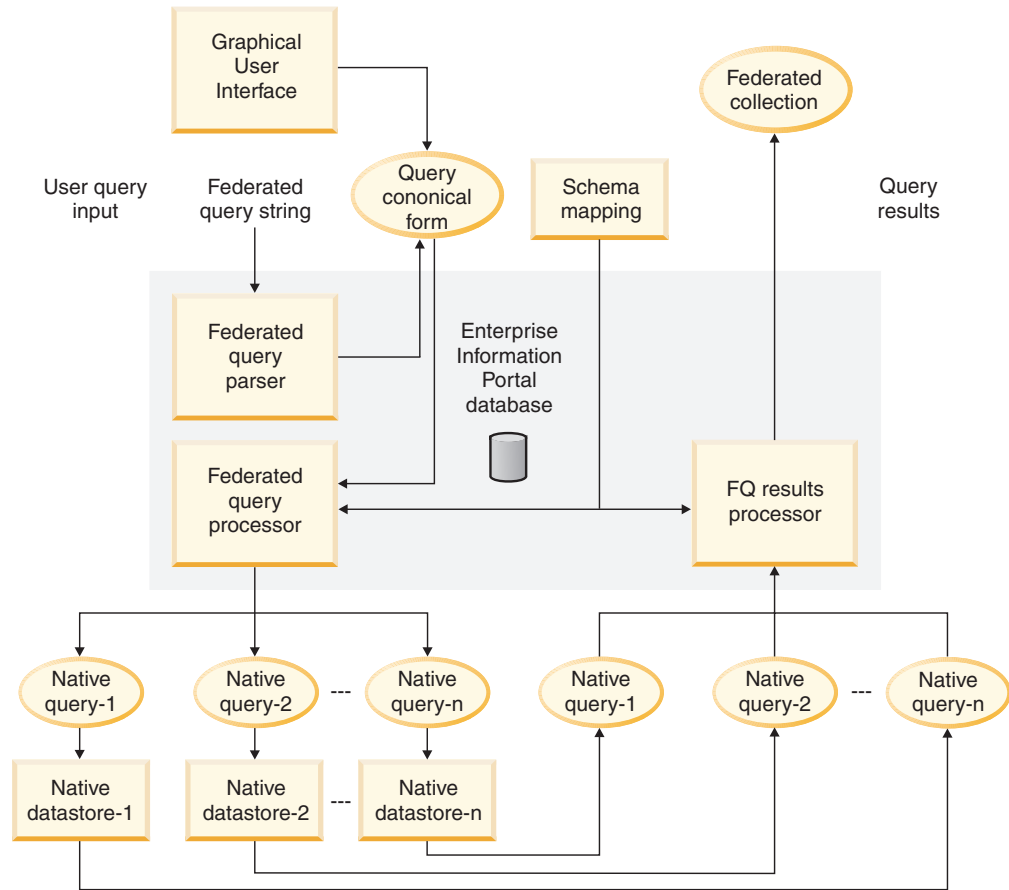 Graphical
User
Interface
Federated
collection
User query
input
Federated
query string
Query
cononical
form
Schema
mapping
Query
results
Federated
query
parser
Enterprise
Information
Portal
database
Federated
query
processor
FQ results
processor
Native
query-1
Native
query-2
---
Native
query-n
Native
query-1
Native
query-2
---
Native
query-n
Native
datastore-1
Native
datastore-2
---
Native
datastore-n